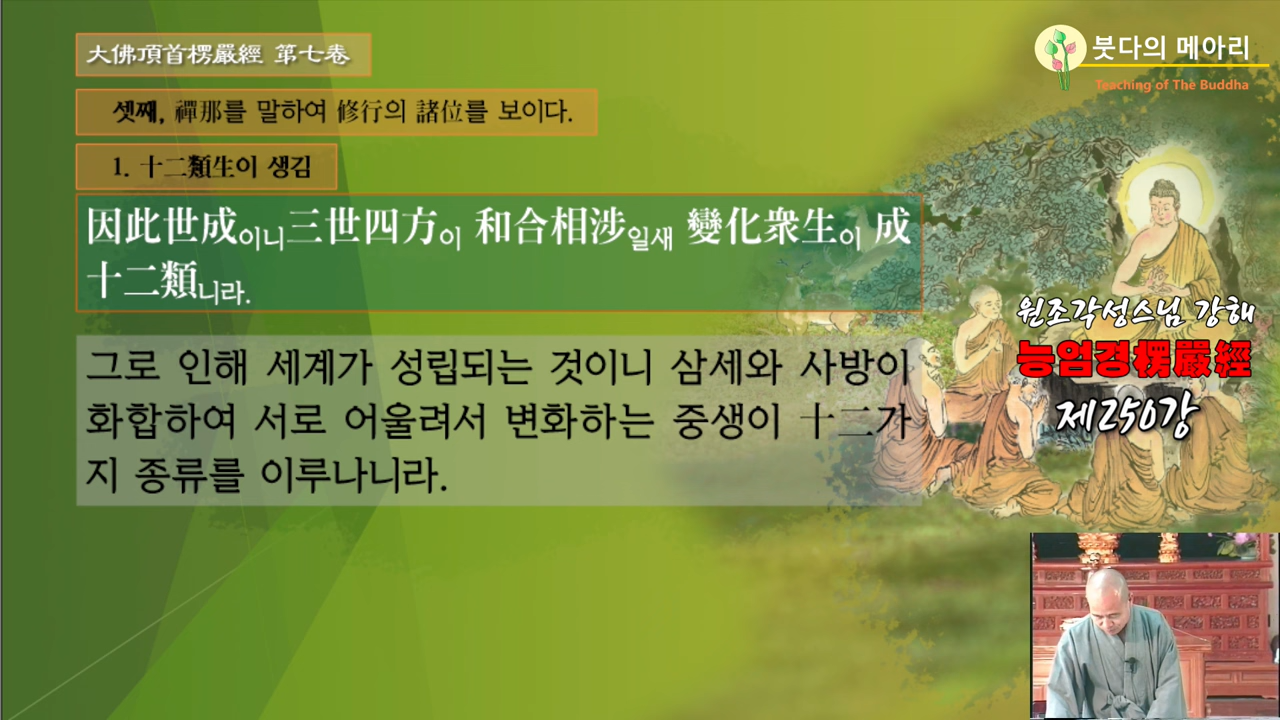 大佛頂首楞嚴經 第七卷
셋째, 禪那를 말하여 修行의 諸位를 보이다.
1. 十二類生이 생김
因此世成이니三世四方이 和合相涉일새 變化衆生이 成
十二類니라.
그로 인해 세계가 성립되는 것이니 삼세와 사방이
화합하여 서로 어울려서 변화하는 중생이 十二가
지 종류를 이루나니라.
붓다의 메아리
Teaching of The Buddha
원조각성스님 강해
능엄경楞嚴經
제250강